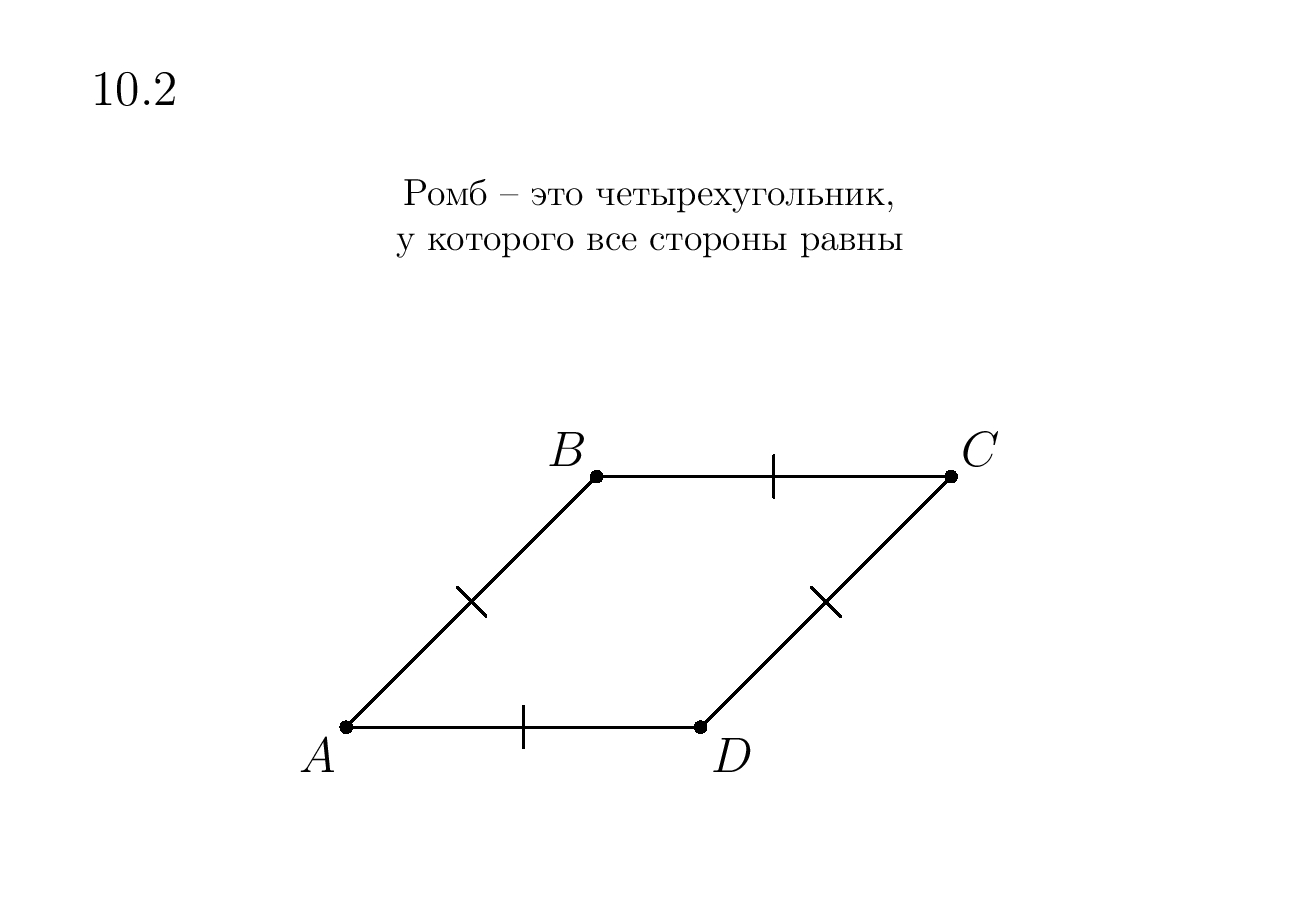 10.2
Ромб – это четырехугольник,
у которого все стороны равны
B
C
A
D